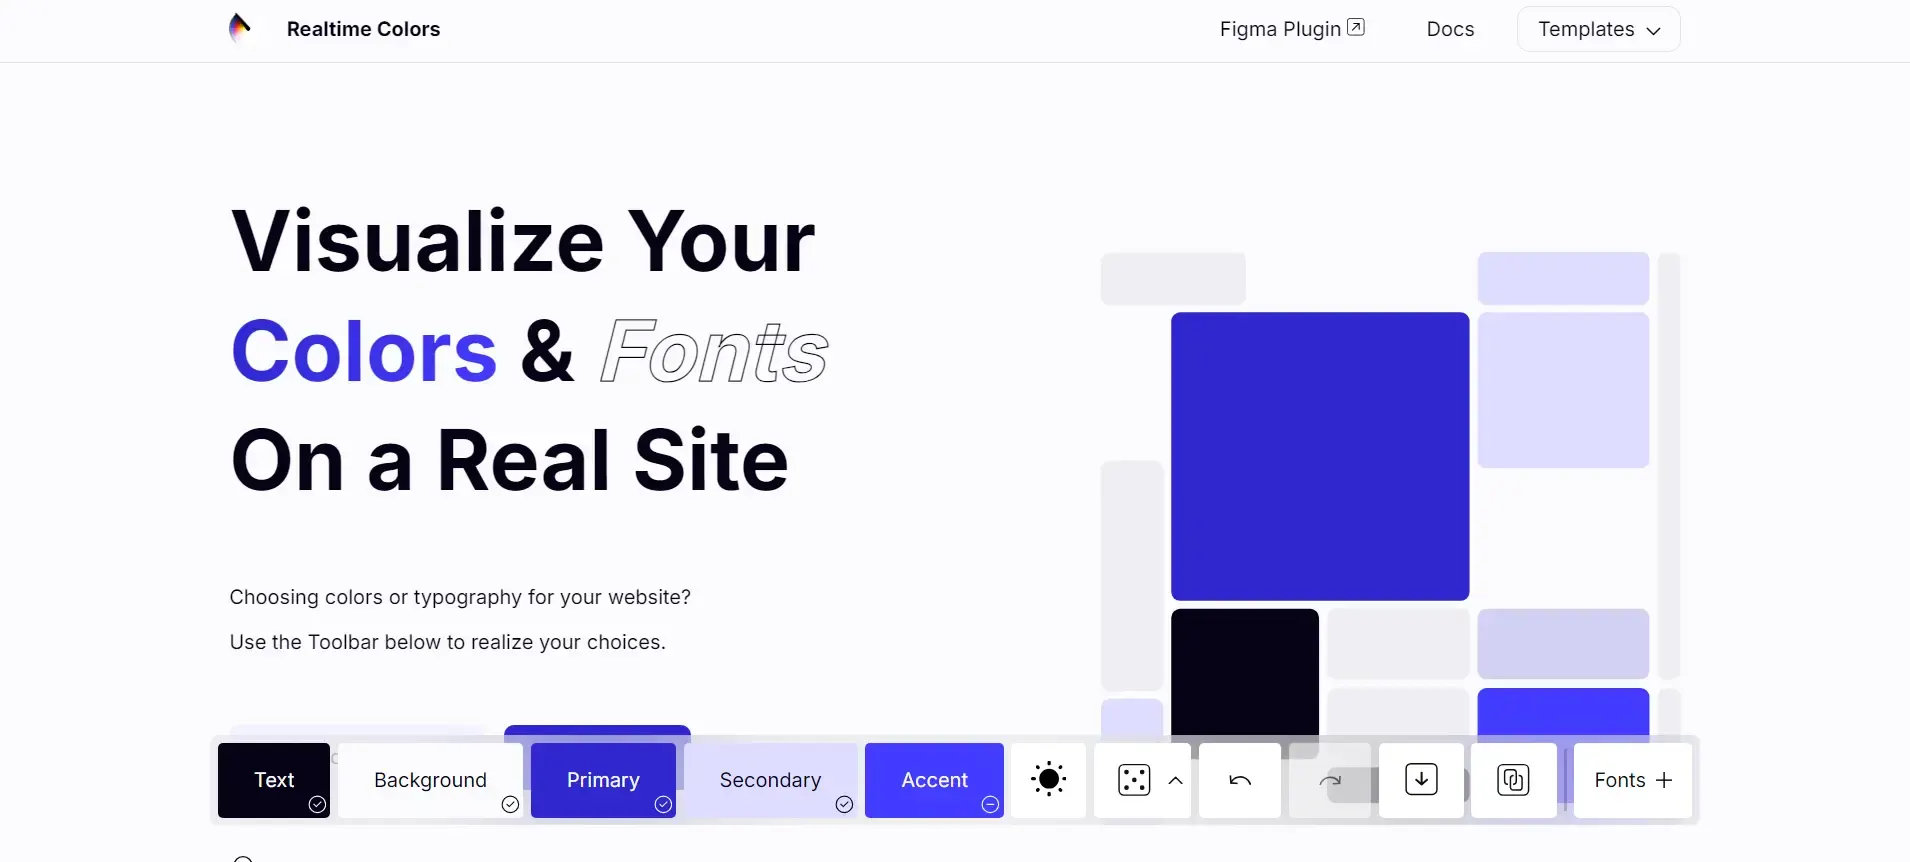 Realtime Colors
Figma Plugin
Docs
Templates
Visualize Your
Colors & Fonts
On a Real Site
Choosing colors or typography for your website?
Use the Toolbar below to realize your choices.
Text
Background
Primary
Secondary
Accent
Fonts